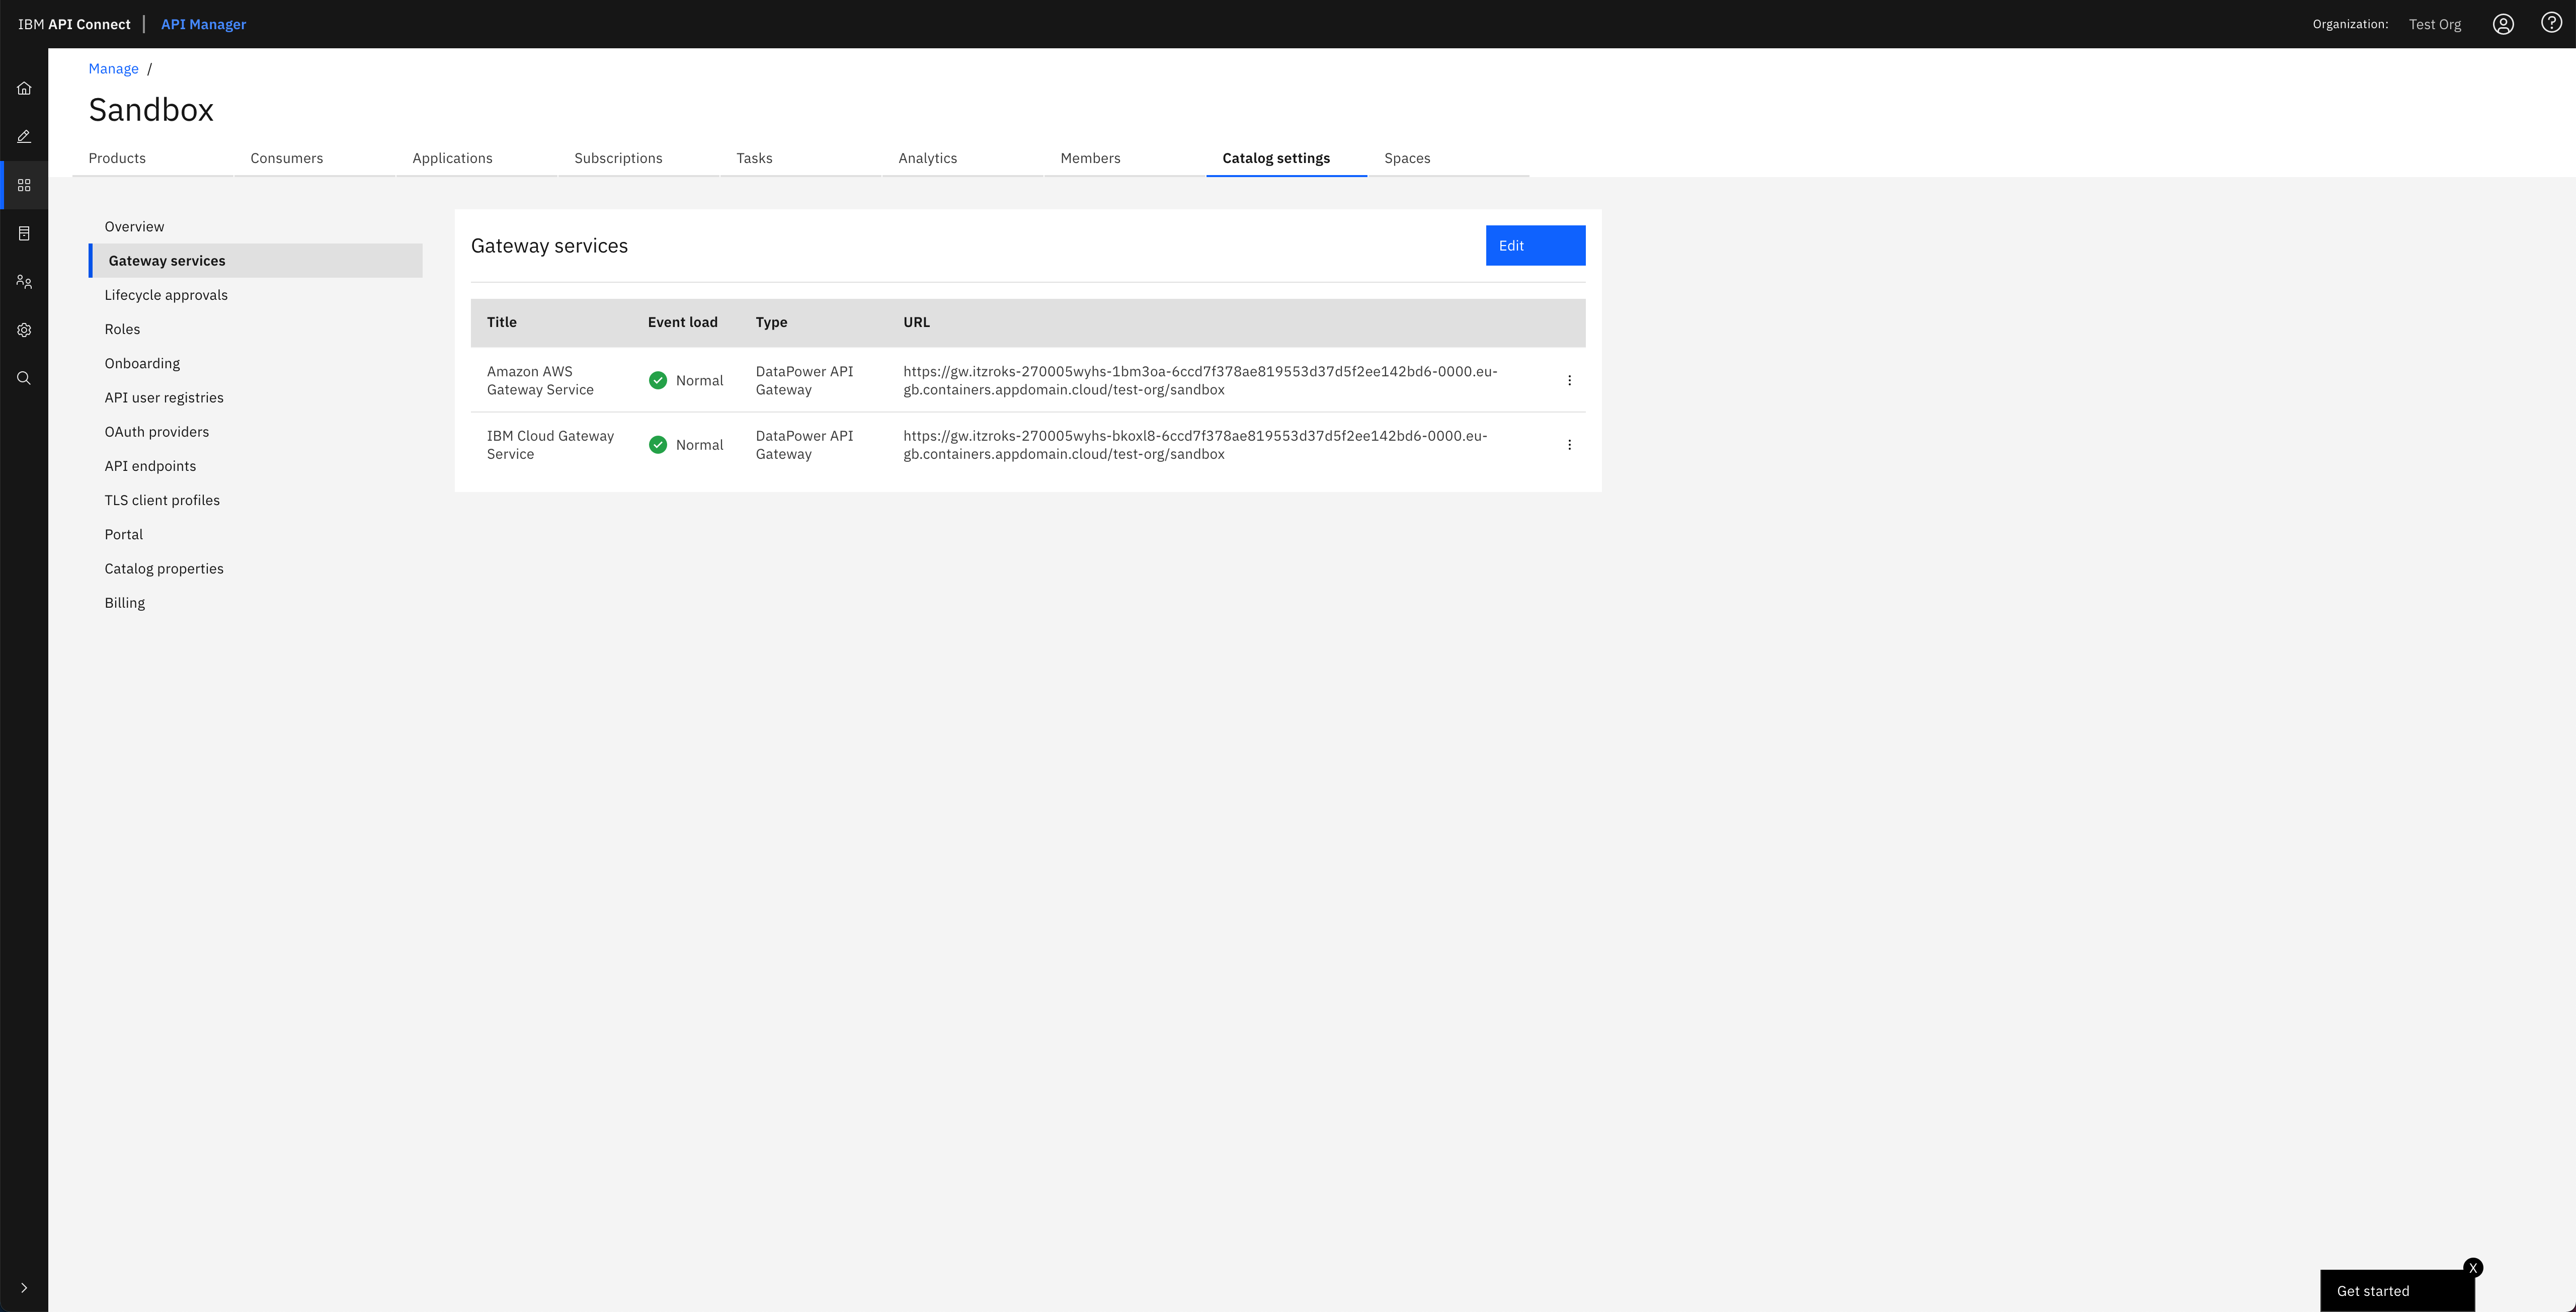 IBM API Connect | API Manager
Organization: Test Org
Manage /
Sandbox
Products Consumers Applications Subscriptions Tasks Analytics Members Catalog settings Spaces
Overview
Gateway services
Lifecycle approvals
Roles
Onboarding
API user registries
OAuth providers
API endpoints
TLS client profiles
Portal
Catalog properties
Billing
Gateway services
Edit
Title Event load Type URL
Amazon AWS
Gateway Service
Normal
DataPower API
Gateway
https://gw.itzroks-270005wyhs-1bm3oa-6ccd7f378ae819553d37d5f2ee142bd6-0000.eu-
gb.containers.appdomain.cloud/test-org/sandbox
IBM Cloud Gateway
Service
Normal
DataPower API
Gateway
https://gw.itzroks-270005wyhs-bkoxl8-6ccd7f378ae819553d37d5f2ee142bd6-0000.eu-
gb.containers.appdomain.cloud/test-org/sandbox
X
Get started